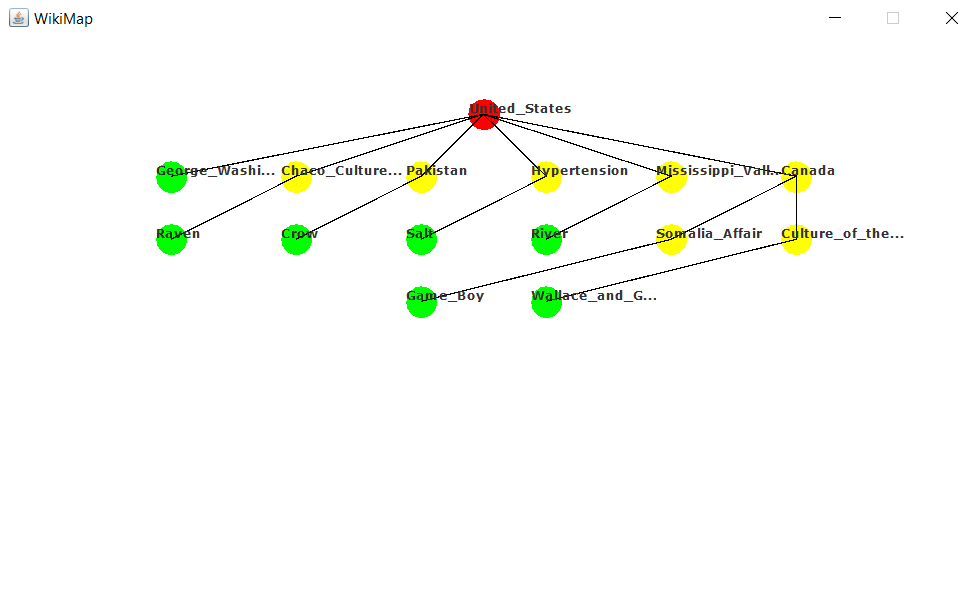 WikiMap
United_States
George_Washi... Chaco_Culture... Pakistan Hypertension Mississippi_Vall... Canada
Raven Crow Salt River Somalia_Affair Culture_of_the...
Game_Boy Wallace_and_G...